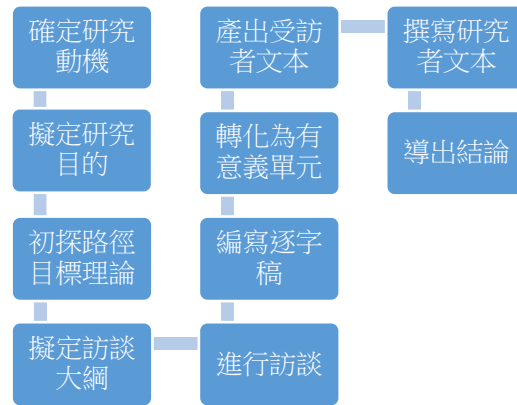 確定研究
動機
擬定研究
目的
初探路徑
目標理論
擬定訪談
大綱
進行訪談
編寫逐字
稿
轉化為有
意義單元
產出受訪
者文本
撰寫研究
者文本
導出結論